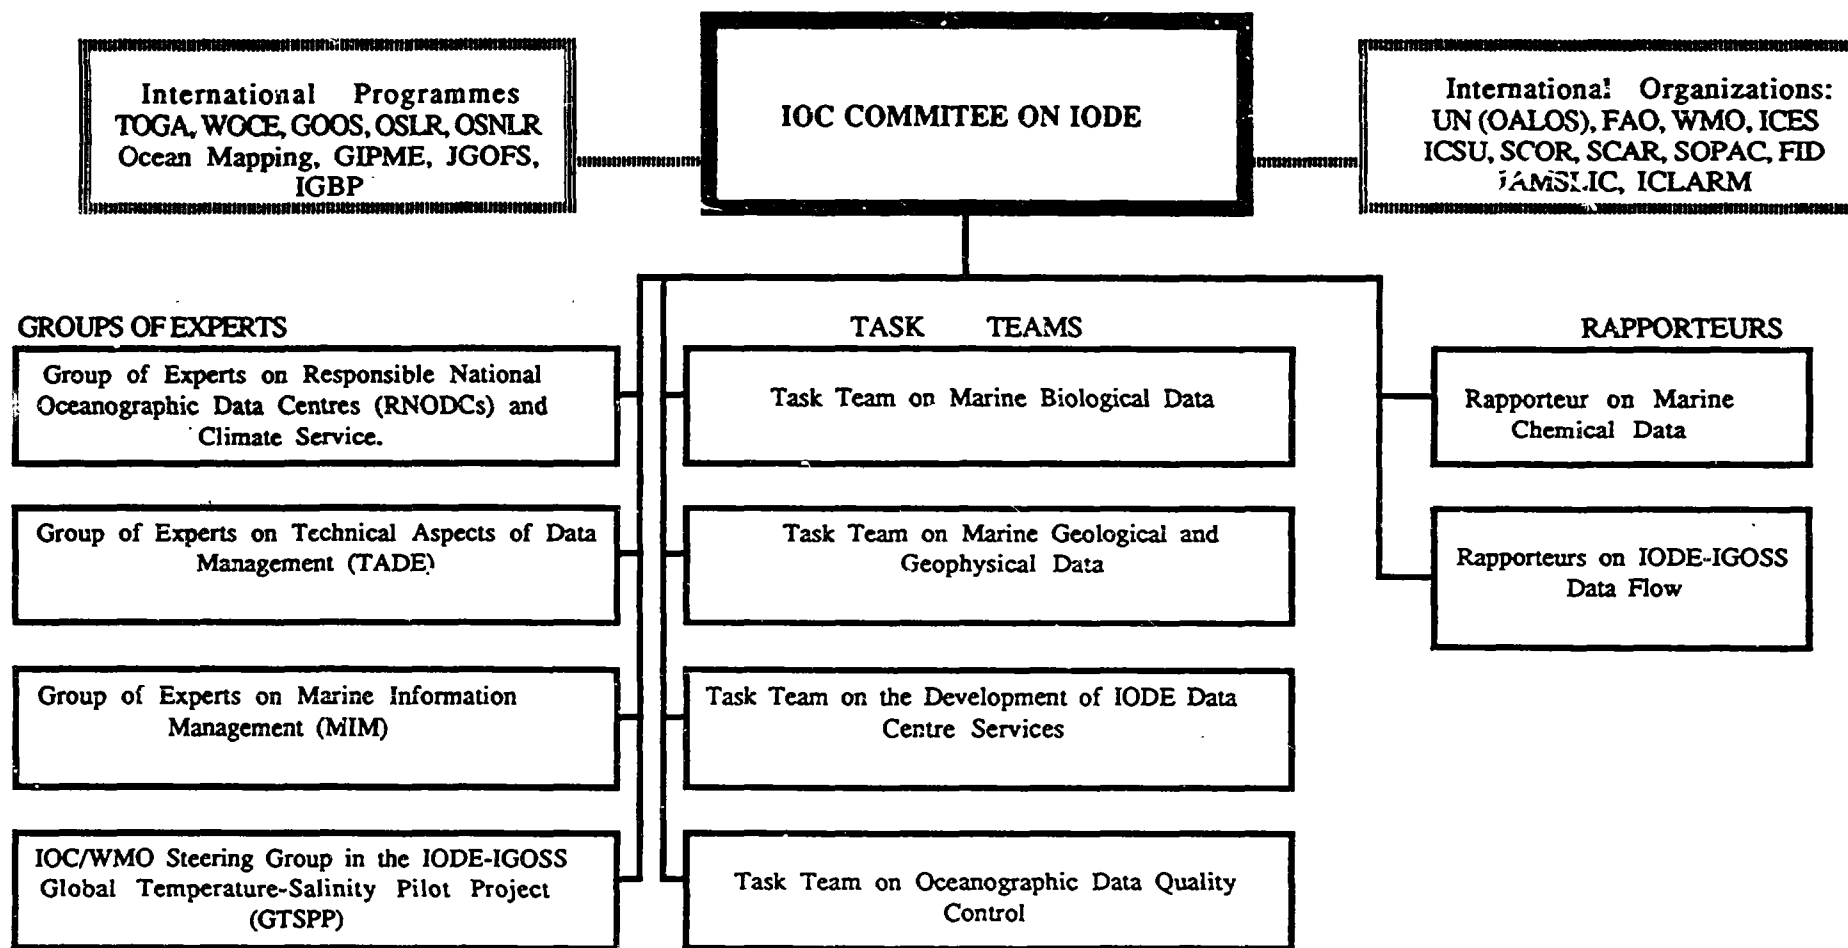 International Programmes
TOGA, WOCE, GOOS, OSLR, OSNLR
Ocean Mapping, GIPME, JGOFS,
IGBP
IOC COMMITEE ON IODE
International Organizations:
UN (OALOS), FAO, WMO, ICES
ICSU, SCOR, SCAR, SOPAC, FID
IAMSLIC, ICLARM
GROUPS OF EXPERTS
Group of Experts on Responsible National
Oceanographic Data Centres (RNODCs) and
Climate Service.
Group of Experts on Technical Aspects of Data
Management (TADE)
Group of Experts on Marine Information
Management (MIM)
IOC/WMO Steering Group in the IODE-IGOSS
Global Temperature-Salinity Pilot Project
(GTSPP)
TASK TEAMS
Task Team on Marine Biological Data
Task Team on Marine Geological and
Geophysical Data
Task Team on the Development of IODE Data
Centre Services
Task Team on Oceanographic Data Quality
Control
RAPPORTEURS
Rapporteur on Marine
Chemical Data
Rapporteurs on IODE-IGOSS
Data Flow